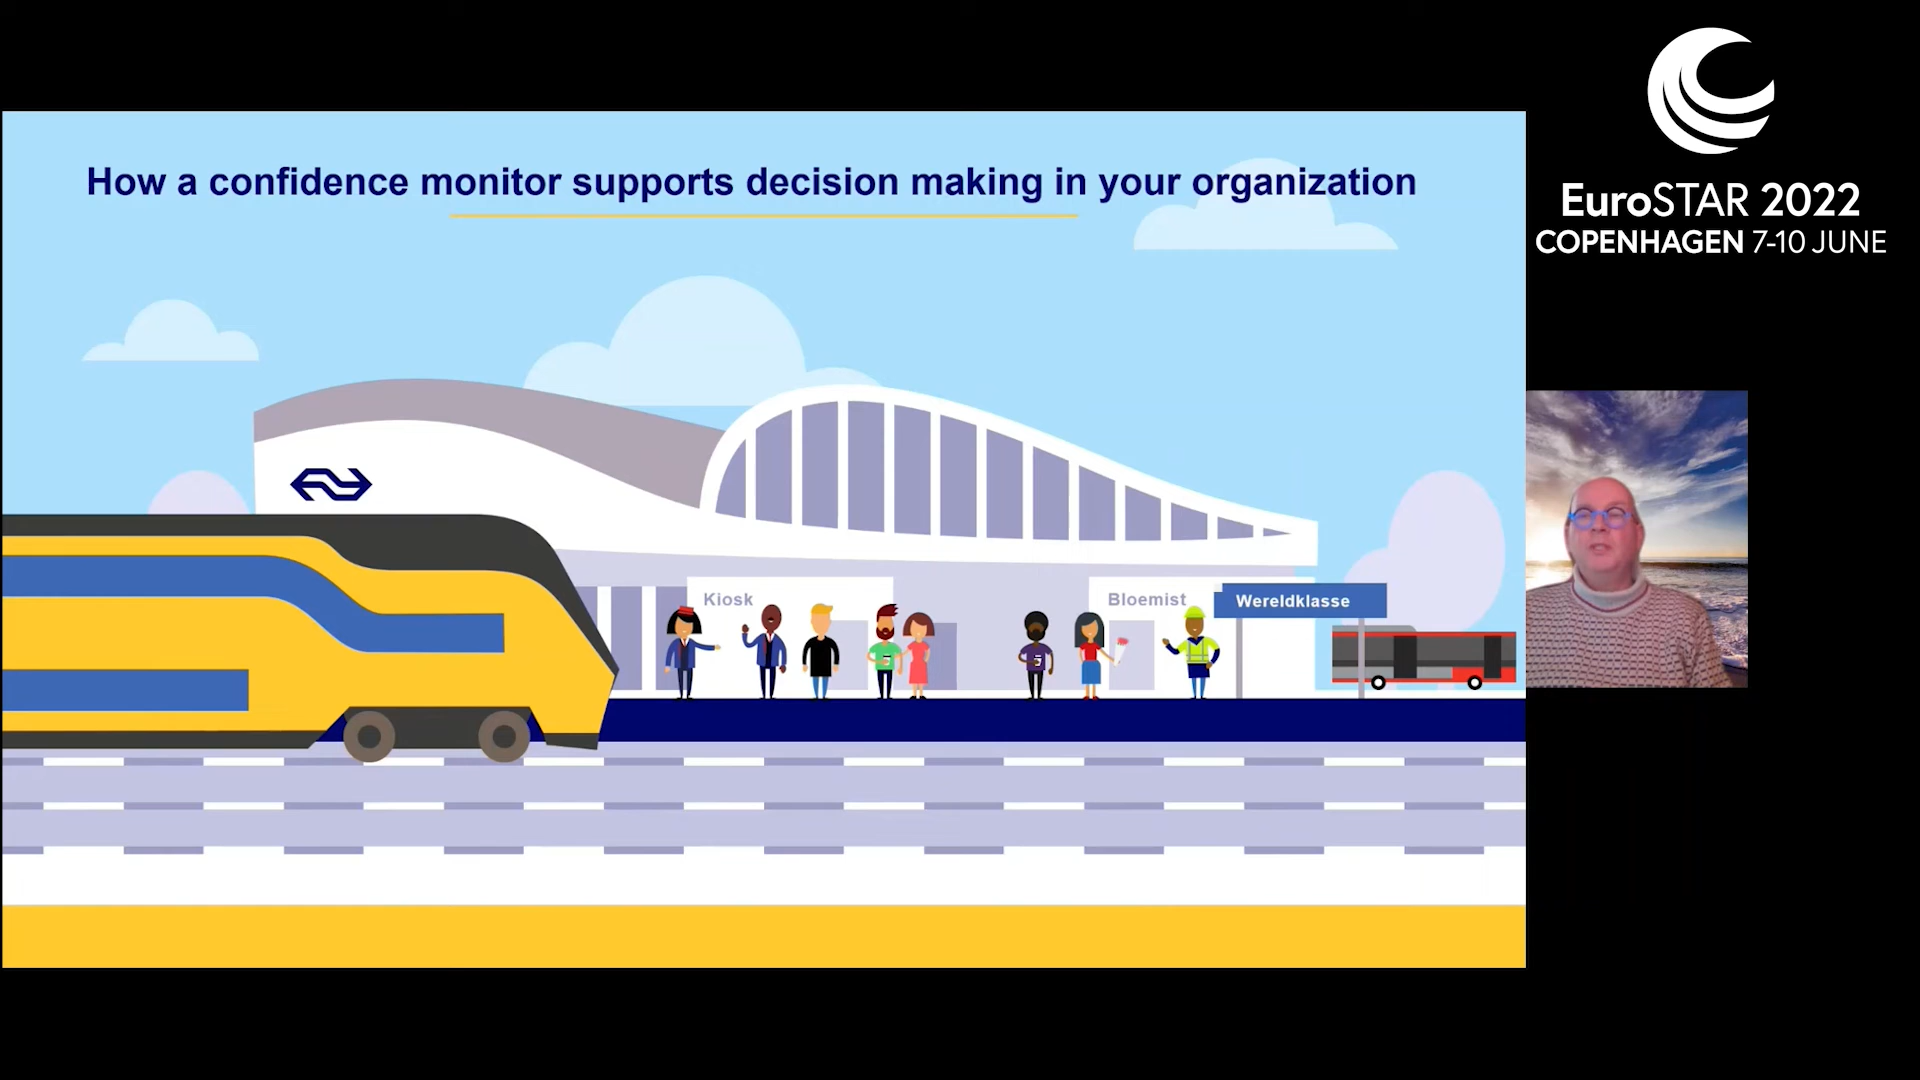 How a confidence monitor supports decision making in your organization
EuroSTAR 2022
COPENHAGEN 7-10 JUNE
Kiosk
Bloemist
Wereldklasse